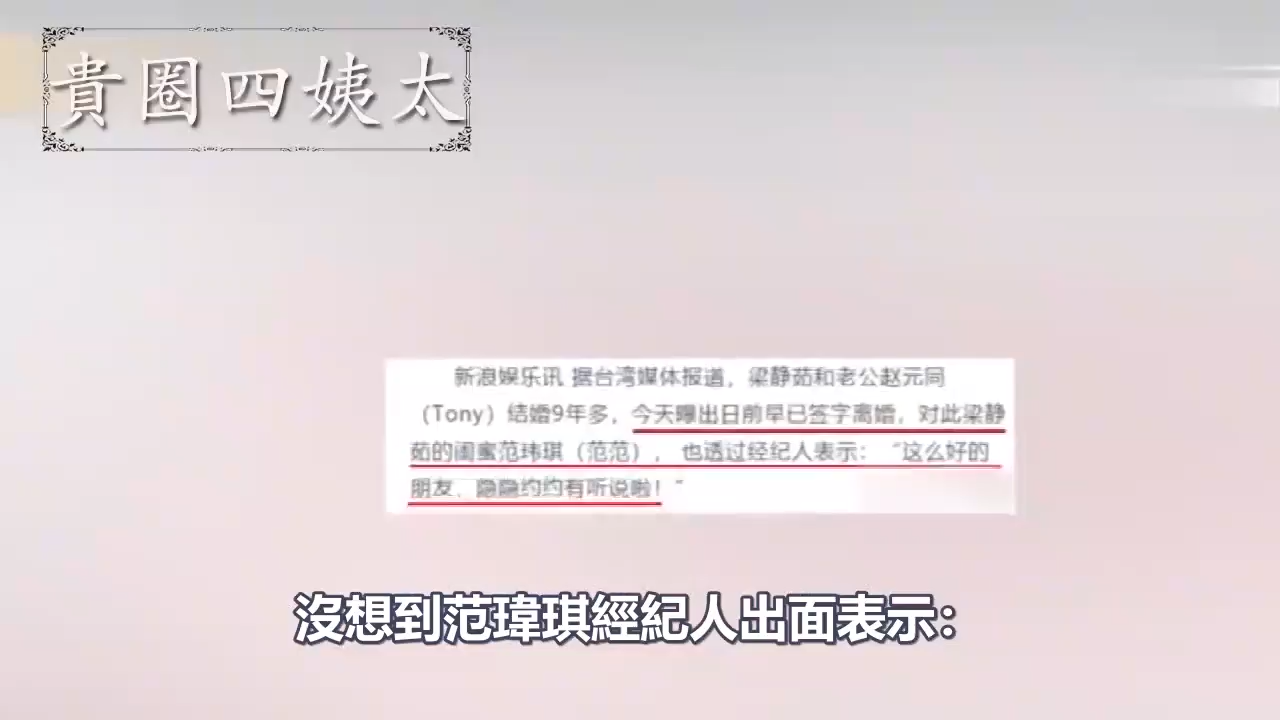 貴圈四姨太
新浪娱乐讯 据台湾媒体报道，梁静茹和老公赵元同
（Tony）结婚9年多，今天曝出日前早已签字离婚，对此梁静
茹的闺蜜范玮琪（范范），也透过经纪人表示：“这么好的
朋友，隐隐约约有听说啦！”
沒想到范瑋琪經紀人出面表示：